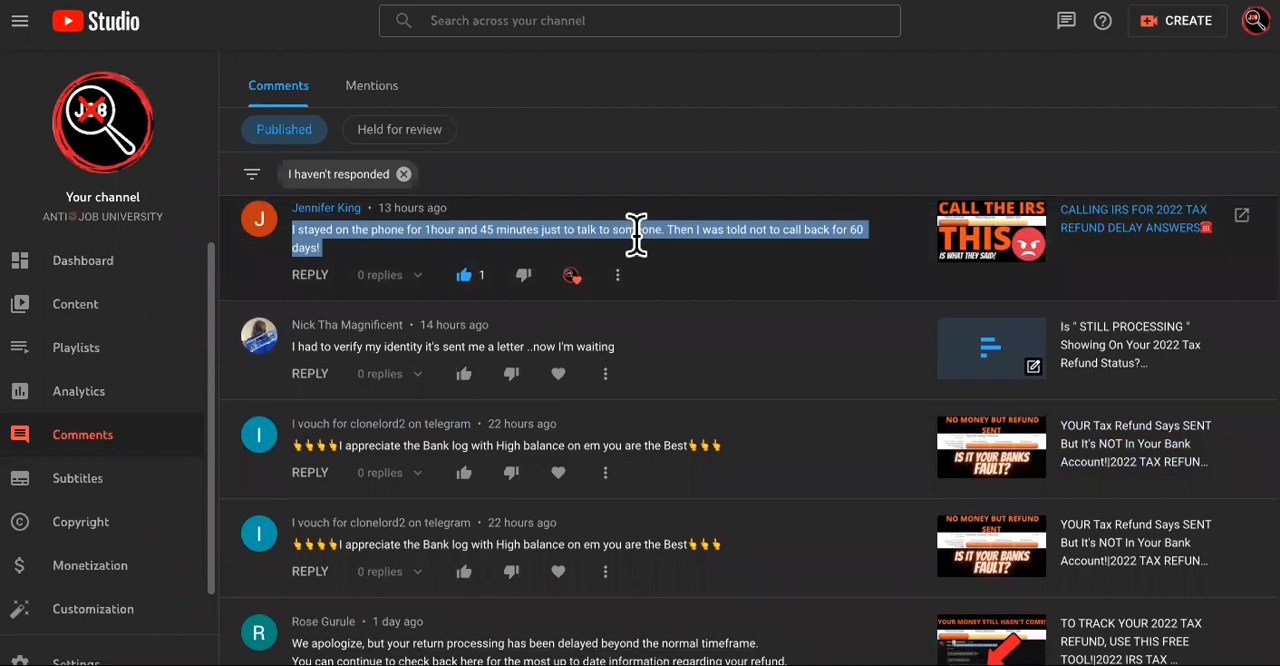 Studio
Search across your channel
CREATE
JOB
Your channel
ANTI JOB UNIVERSITY
Dashboard
Content
Playlists
Analytics
Comments
Subtitles
Copyright
Monetization
Customization
Settings
Comments Mentions
Published Held for review
I haven't responded
J
Jennifer King • 13 hours ago
I stayed on the phone for 1hour and 45 minutes just to talk to someone. Then I was told not to call back for 60
days!
REPLY 0 replies 1
CALL THE IRS
THIS
IS WHAT THEY SAID!
CALLING IRS FOR 2022 TAX
REFUND DELAY ANSWERS
Nick Tha Magnificent • 14 hours ago
I had to verify my identity it's sent me a letter ..now I'm waiting
REPLY 0 replies
Is " STILL PROCESSING "
Showing On Your 2022 Tax
Refund Status?...
I
I vouch for clonelord2 on telegram • 22 hours ago
👆👆👆👆I appreciate the Bank log with High balance on em you are the Best👆👆👆
REPLY 0 replies
NO MONEY BUT REFUND
SENT
IS IT YOUR BANKS
FAULT?
YOUR Tax Refund Says SENT
But It's NOT In Your Bank
Account!|2022 TAX REFUN...
I
I vouch for clonelord2 on telegram • 22 hours ago
👆👆👆👆I appreciate the Bank log with High balance on em you are the Best👆👆👆
REPLY 0 replies
NO MONEY BUT REFUND
SENT
IS IT YOUR BANKS
FAULT?
YOUR Tax Refund Says SENT
But It's NOT In Your Bank
Account!|2022 TAX REFUN...
R
Rose Gurule • 1 day ago
We apologize, but your return processing has been delayed beyond the normal timeframe.
You can continue to check back here for the most up to date information regarding your refund.
YOUR MONEY STILL HASN'T COME!
TO TRACK YOUR 2022 TAX
REFUND, USE THIS FREE
TOOL!|2022 IRS TAX ...